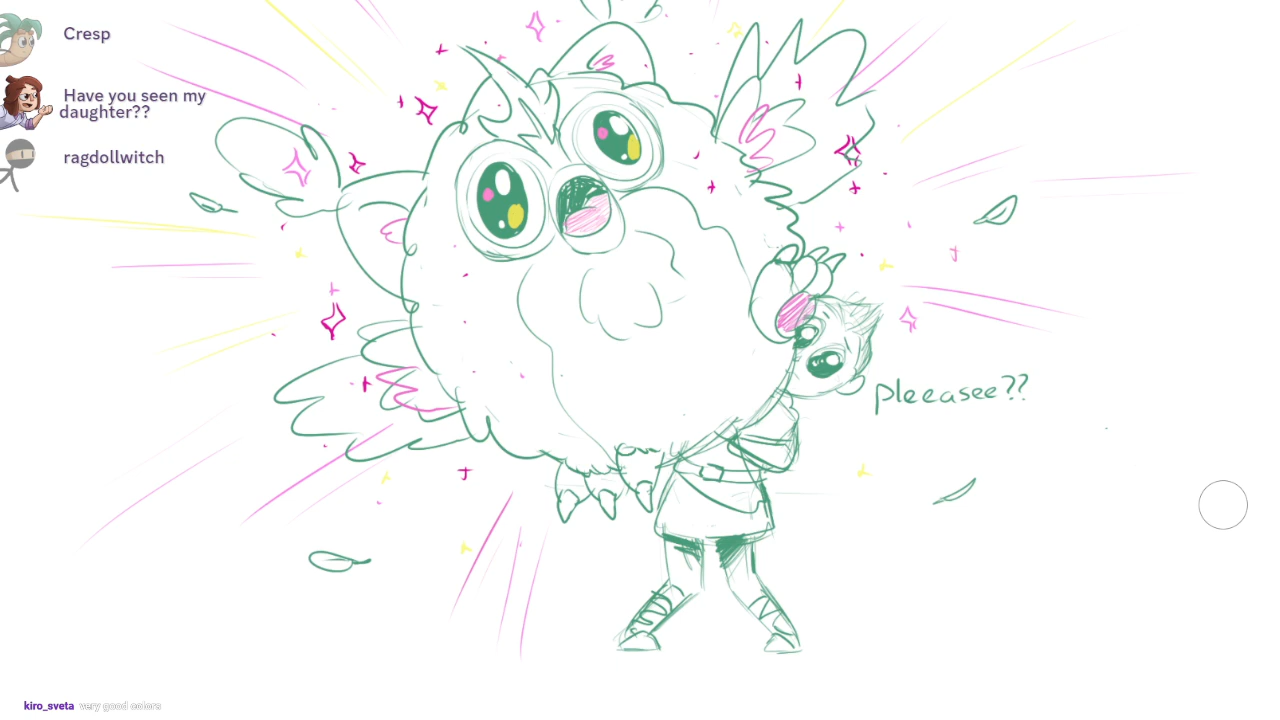 Cresp
Have you seen my
daughter??
ragdollwitch
pleeasee??
kiro_sveta very good colors